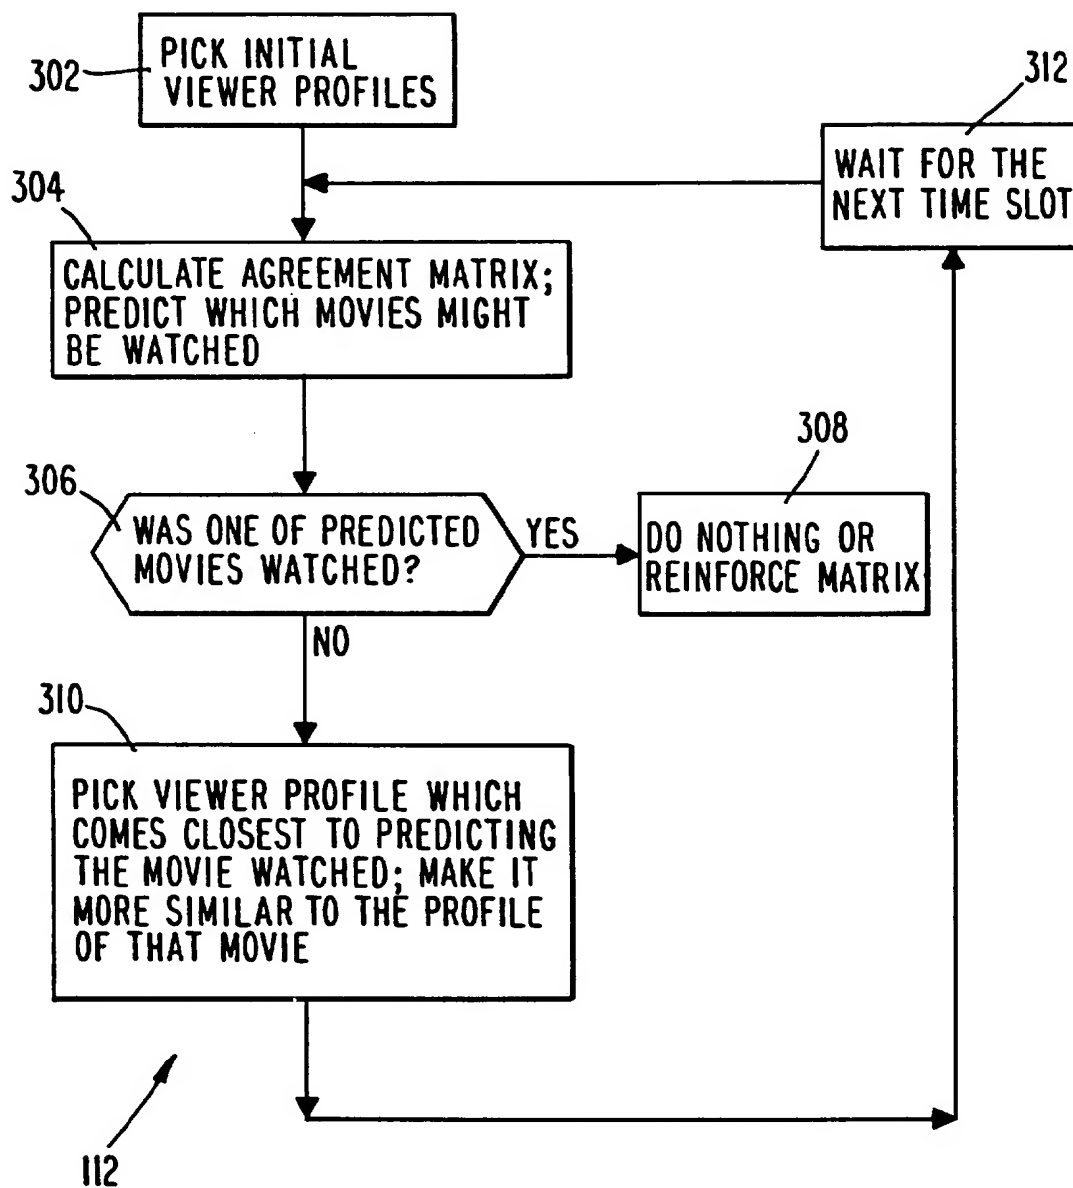 302
PICK INITIAL
VIEWER PROFILES
312
WAIT FOR THE
NEXT TIME SLOT
304
CALCULATE AGREEMENT MATRIX;
PREDICT WHICH MOVIES MIGHT
BE WATCHED
306
WAS ONE OF PREDICTED
MOVIES WATCHED?
YES
308
DO NOTHING OR
REINFORCE MATRIX
NO
310
PICK VIEWER PROFILE WHICH
COMES CLOSEST TO PREDICTING
THE MOVIE WATCHED; MAKE IT
MORE SIMILAR TO THE PROFILE
OF THAT MOVIE
112